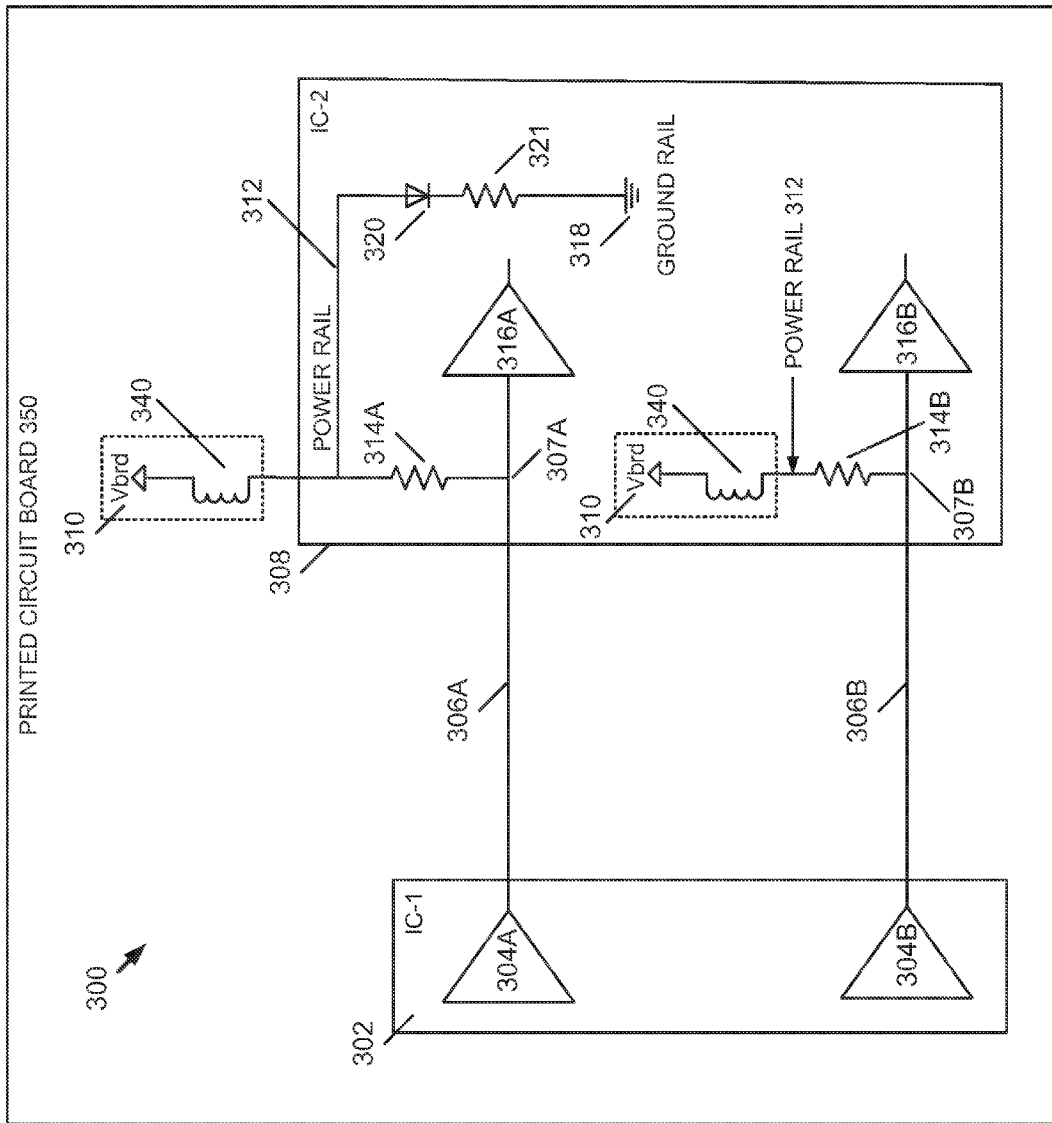 PRINTED CIRCUIT BOARD 350
300
302
IC-1
304A
304B
306A
306B
308
310
Vbrd
340
IC-2
POWER RAIL
312
314A
307A
316A
320
321
318
GROUND RAIL
310
Vbrd
340
POWER RAIL 312
314B
307B
316B